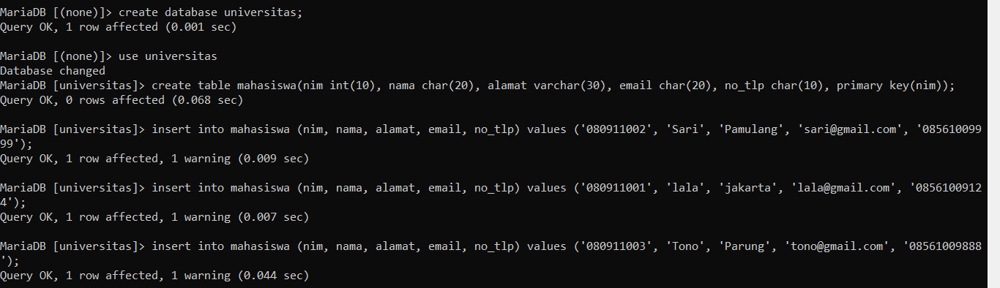 MariaDB [(none)]> create database universitas;
Query OK, 1 row affected (0.001 sec)
MariaDB [(none)]> use universitas
Database changed
MariaDB [universitas]> create table mahasiswa(nim int(10), nama char(20), alamat varchar(30), email char(20), no_tlp char(10), primary key(nim));
Query OK, 0 rows affected (0.068 sec)
MariaDB [universitas]> insert into mahasiswa (nim, nama, alamat, email, no_tlp) values ('080911002', 'Sari', 'Pamulang', 'sari@gmail.com', '085610099
99');
Query OK, 1 row affected, 1 warning (0.009 sec)
MariaDB [universitas]> insert into mahasiswa (nim, nama, alamat, email, no_tlp) values ('080911001', 'lala', 'jakarta', 'lala@gmail.com', '0856100912
4');
Query OK, 1 row affected, 1 warning (0.007 sec)
MariaDB [universitas]> insert into mahasiswa (nim, nama, alamat, email, no_tlp) values ('080911003', 'Tono', 'Parung', 'tono@gmail.com', '08561009888
');
Query OK, 1 row affected, 1 warning (0.044 sec)